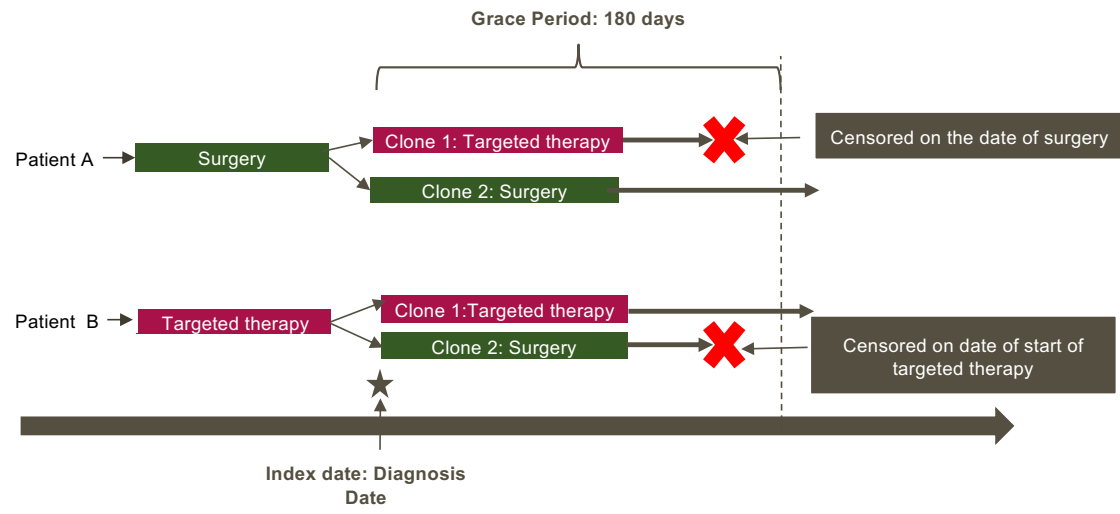 Grace Period: 180 days
Patient A
Surgery
Clone 1: Targeted therapy
Censored on the date of surgery
Clone 2: Surgery
Patient  B
Targeted therapy
Clone 1:Targeted therapy
Clone 2: Surgery
Censored on date of start of
targeted therapy
Index date: Diagnosis
Date